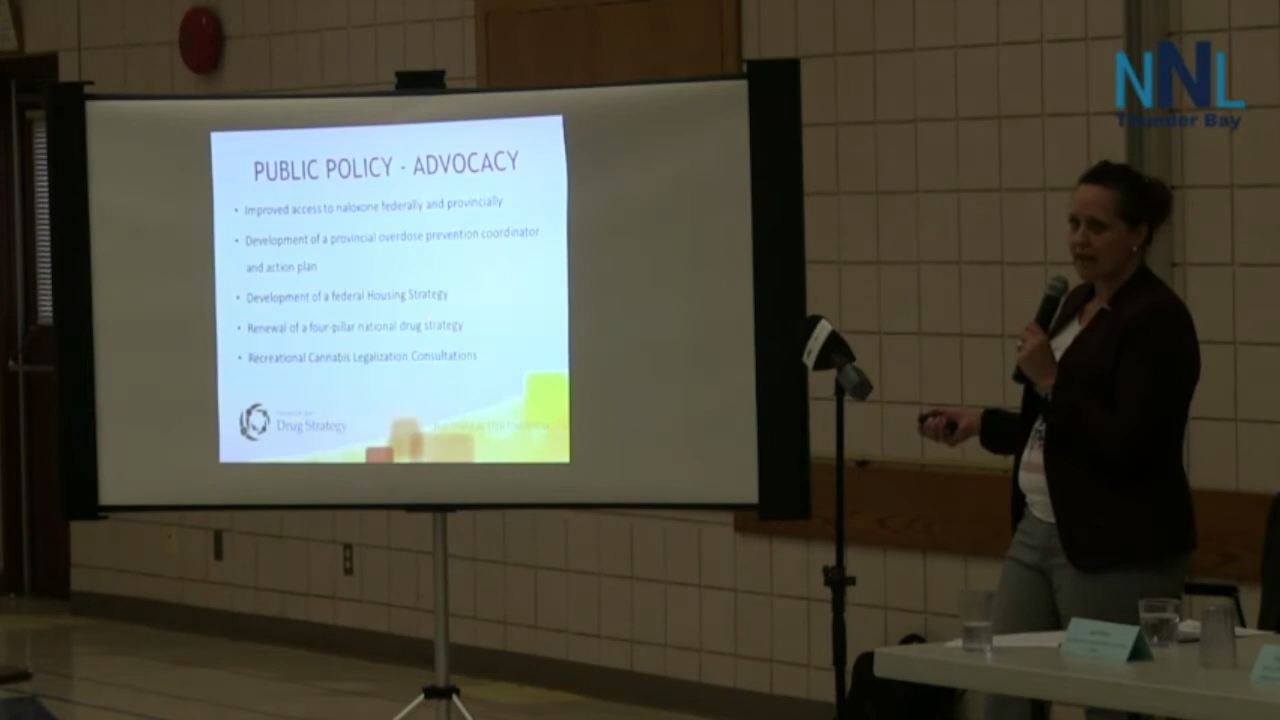 NNL
Thunder Bay
PUBLIC POLICY - ADVOCACY
• Improved access to naloxone federally and provincially
• Development of a provincial overdose prevention coordinator
and action plan
• Development of a federal Housing Strategy
• Renewal of a four-pillar national drug strategy
• Recreational Cannabis Legalization Consultations
Drug Strategy